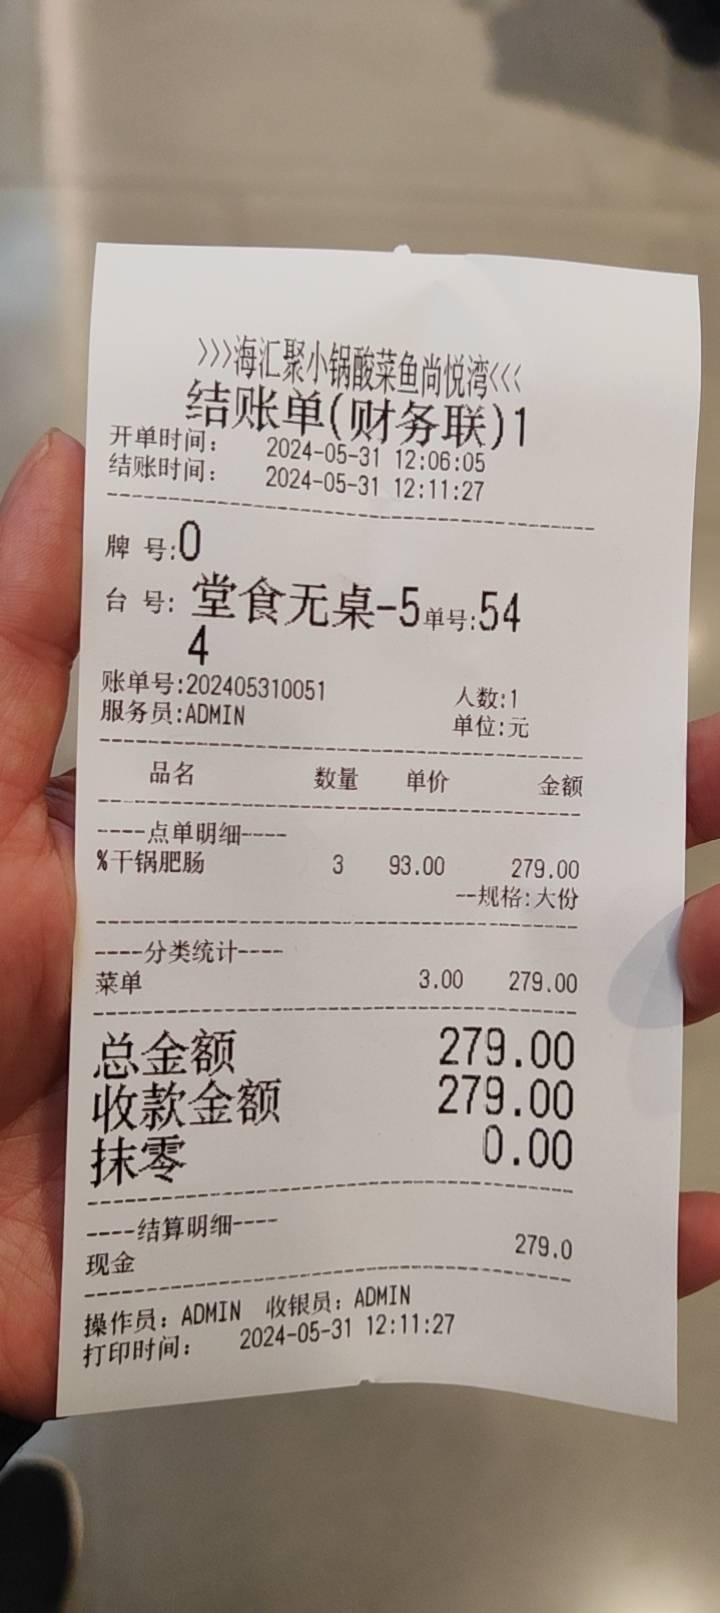 >>>海汇聚小锅酸菜鱼尚悦湾<<<
结账单(财务联)1
开单时间: 2024-05-31 12:06:05
结账时间: 2024-05-31 12:11:27
牌 号:0
台 号: 堂食无桌-5 单号:54
4
账单号:202405310051 人数:1
服务员:ADMIN 单位:元
品名 数量 单价 金额
----点单明细----
%干锅肥肠 3 93.00 279.00
--规格:大份
----分类统计----
菜单 3.00 279.00
总金额 279.00
收款金额 279.00
抹零 0.00
----结算明细----
现金 279.0
操作员: ADMIN 收银员: ADMIN
打印时间: 2024-05-31 12:11:27